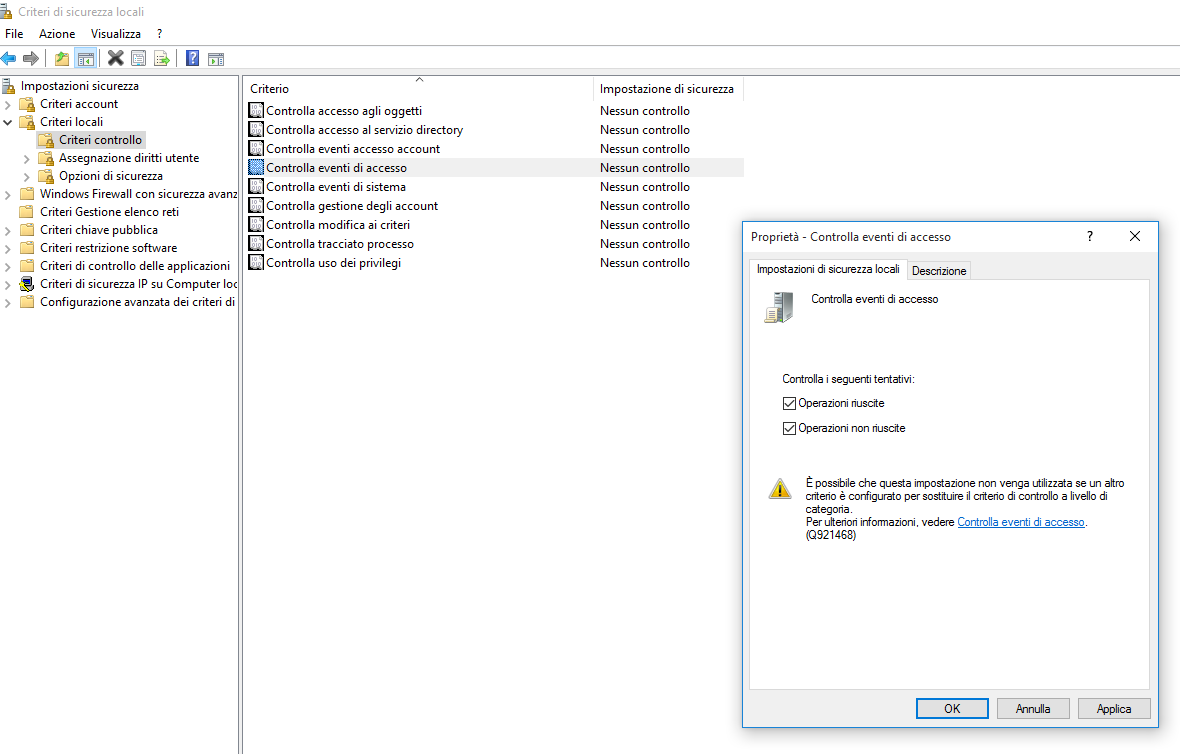 Criteri di sicurezza locali
File Azione Visualizza ?
Impostazioni sicurezza
Criteri account
Criteri locali
Criteri controllo
Assegnazione diritti utente
Opzioni di sicurezza
Windows Firewall con sicurezza avanz
Criteri Gestione elenco reti
Criteri chiave pubblica
Criteri restrizione software
Criteri di controllo delle applicazioni
Criteri di sicurezza IP su Computer loc
Configurazione avanzata dei criteri di
Criterio Impostazione di sicurezza
Controlla accesso agli oggetti Nessun controllo
Controlla accesso al servizio directory Nessun controllo
Controlla eventi accesso account Nessun controllo
Controlla eventi di accesso Nessun controllo
Controlla eventi di sistema Nessun controllo
Controlla gestione degli account Nessun controllo
Controlla modifica ai criteri Nessun controllo
Controlla tracciato processo Nessun controllo
Controlla uso dei privilegi Nessun controllo
Proprietà - Controlla eventi di accesso ?
Impostazioni di sicurezza locali Descrizione
Controlla eventi di accesso
Controlla i seguenti tentativi:
Operazioni riuscite
Operazioni non riuscite
È possibile che questa impostazione non venga utilizzata se un altro
criterio è configurato per sostituire il criterio di controllo a livello di
categoria.
Per ulteriori informazioni, vedere Controlla eventi di accesso.
(Q921468)
OK Annulla Applica